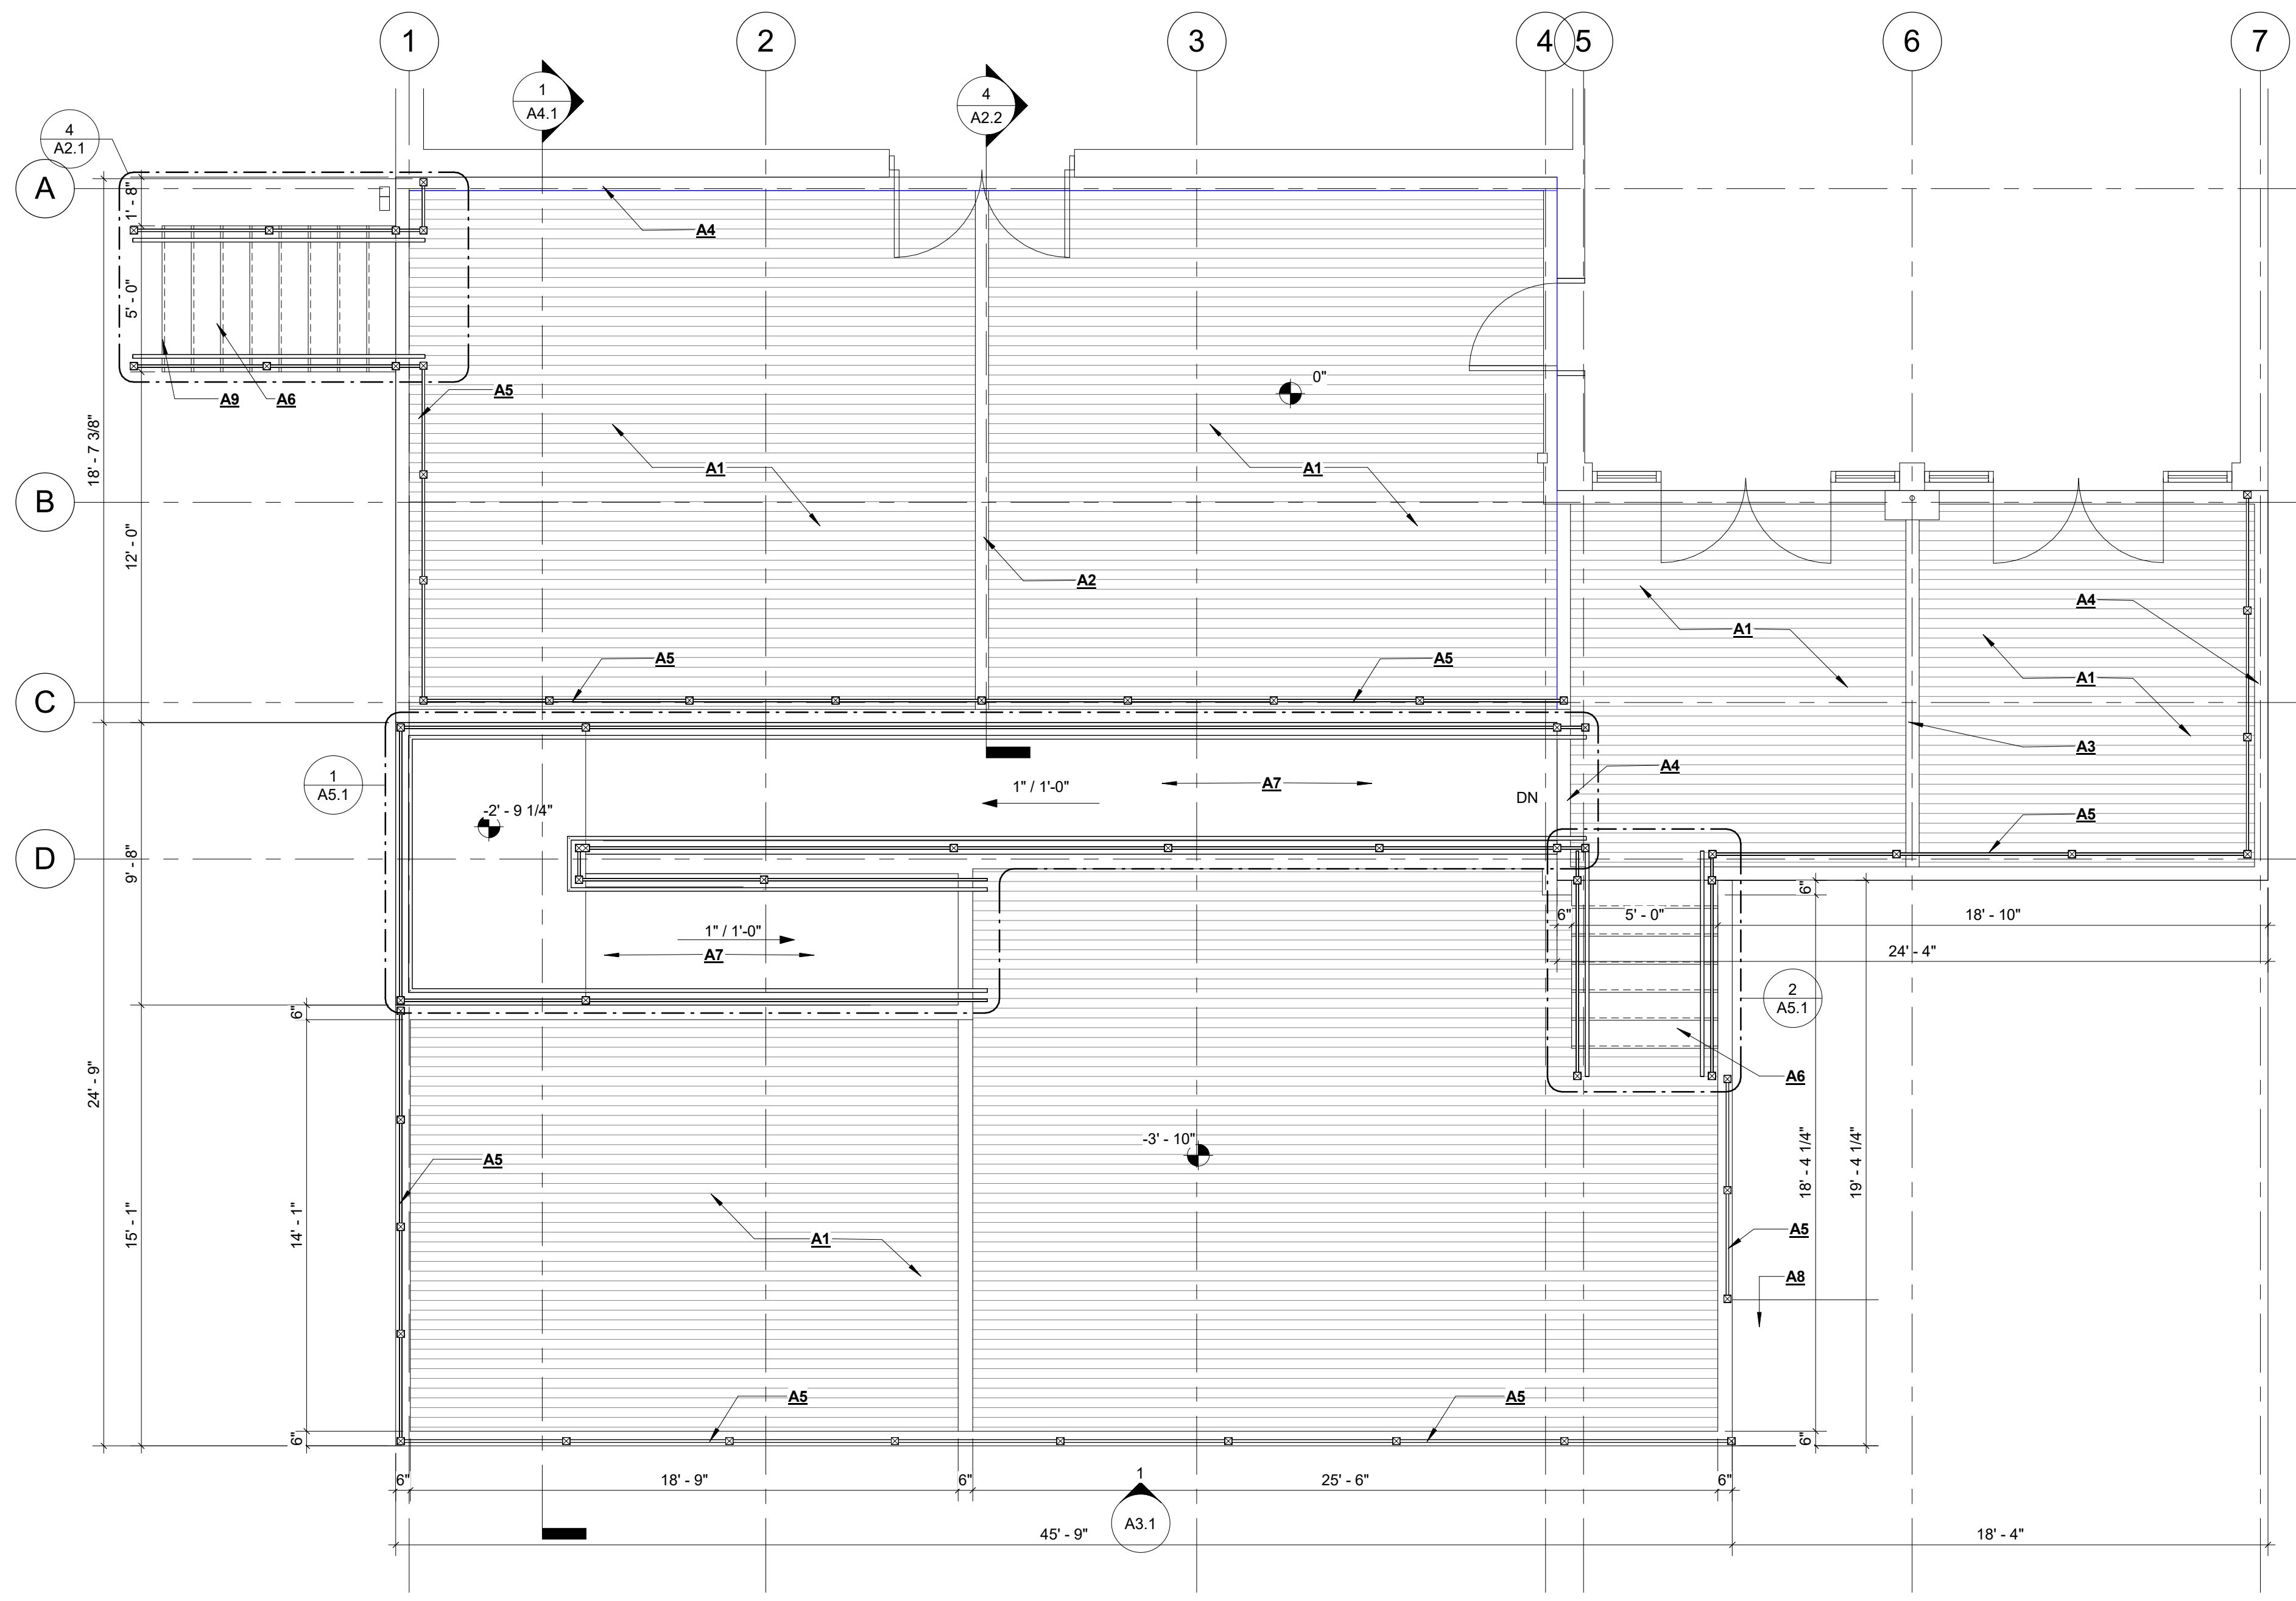 1
2
3
4
5
6
7
1
A4.1
4
A2.2
4
A2.1
A
1' - 8"
A4
5' - 0"
0"
A9
A6
A5
18' - 7 3/8"
A1
A1
B
12' - 0"
A2
A4
A1
A5
A5
A1
C
A3
A4
1
A5.1
1" / 1'-0"
A7
DN
-2' - 9 1/4"
A5
D
9' - 8"
6"
6"
5' - 0"
18' - 10"
1" / 1'-0"
A7
24' - 4"
2
A5.1
6"
A6
24' - 9"
-3' - 10"
18' - 4 1/4"
19' - 4 1/4"
A5
15' - 1"
14' - 1"
A1
A5
A8
A5
A5
6"
6"
6"
18' - 9"
6"
25' - 6"
6"
1
A3.1
45' - 9"
18' - 4"